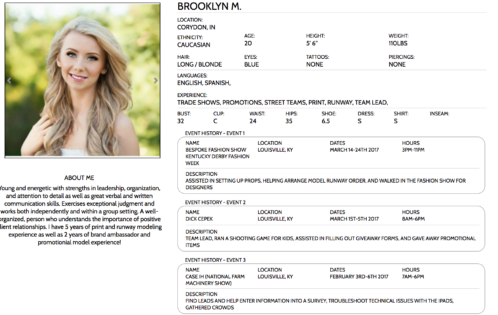 BROOKLYN M.
LOCATION:
CORYDON, IN
ETHNICITY: AGE: HEIGHT: WEIGHT:
CAUCASIAN 20 5' 6" 110LBS
HAIR: EYES: TATTOOS: PIERCINGS:
LONG / BLONDE BLUE NONE NONE
LANGUAGES:
ENGLISH, SPANISH,
EXPERIENCE:
TRADE SHOWS, PROMOTIONS, STREET TEAMS, PRINT, RUNWAY, TEAM LEAD,
BUST: CUP: WAIST: HIPS: SHOE: DRESS: SHIRT: INSEAM:
32 C 24 35 6.5 S S
EVENT HISTORY - EVENT 1
NAME LOCATION DATES HOURS
BESPOKE FASHION SHOW LOUISVILLE, KY MARCH 14-24TH 2017 3PM-11PM
KENTUCKY DERBY FASHION
WEEK
DESCRIPTION
ASSISTED IN SETTING UP PROPS, HELPING ARRANGE MODEL RUNWAY ORDER, AND WALKED IN THE FASHION SHOW FOR
DESIGNERS
EVENT HISTORY - EVENT 2
NAME LOCATION DATES HOURS
DICK CEPEK LOUISVILLE, KY MARCH 1ST-5TH 2017 8AM-6PM
DESCRIPTION
TEAM LEAD, RAN A SHOOTING GAME FOR KIDS, ASSISTED IN FILLING OUT GIVEAWAY FORMS, AND GAVE AWAY PROMOTIONAL
ITEMS
EVENT HISTORY - EVENT 3
NAME LOCATION DATES HOURS
CASE IH (NATIONAL FARM LOUISVILLE, KY FEBRUARY 3RD-6TH 2017 7AM-6PM
MACHINERY SHOW)
DESCRIPTION
FIND LEADS AND HELP ENTER INFORMATION INTO A SURVEY, TROUBLESHOOT TECHNICAL ISSUES WITH THE IPADS,
GATHERED CROWDS
ABOUT ME
Young and energetic with strengths in leadership, organization,
and attention to detail as well as great verbal and written
communication skills. Exercises exceptional judgment and
works both independently and within a group setting. A well-
organized, person who understands the importance of positive
client relationships. I have 5 years of print and runway modeling
experience as well as 2 years of brand ambassador and
promotionial model experience!